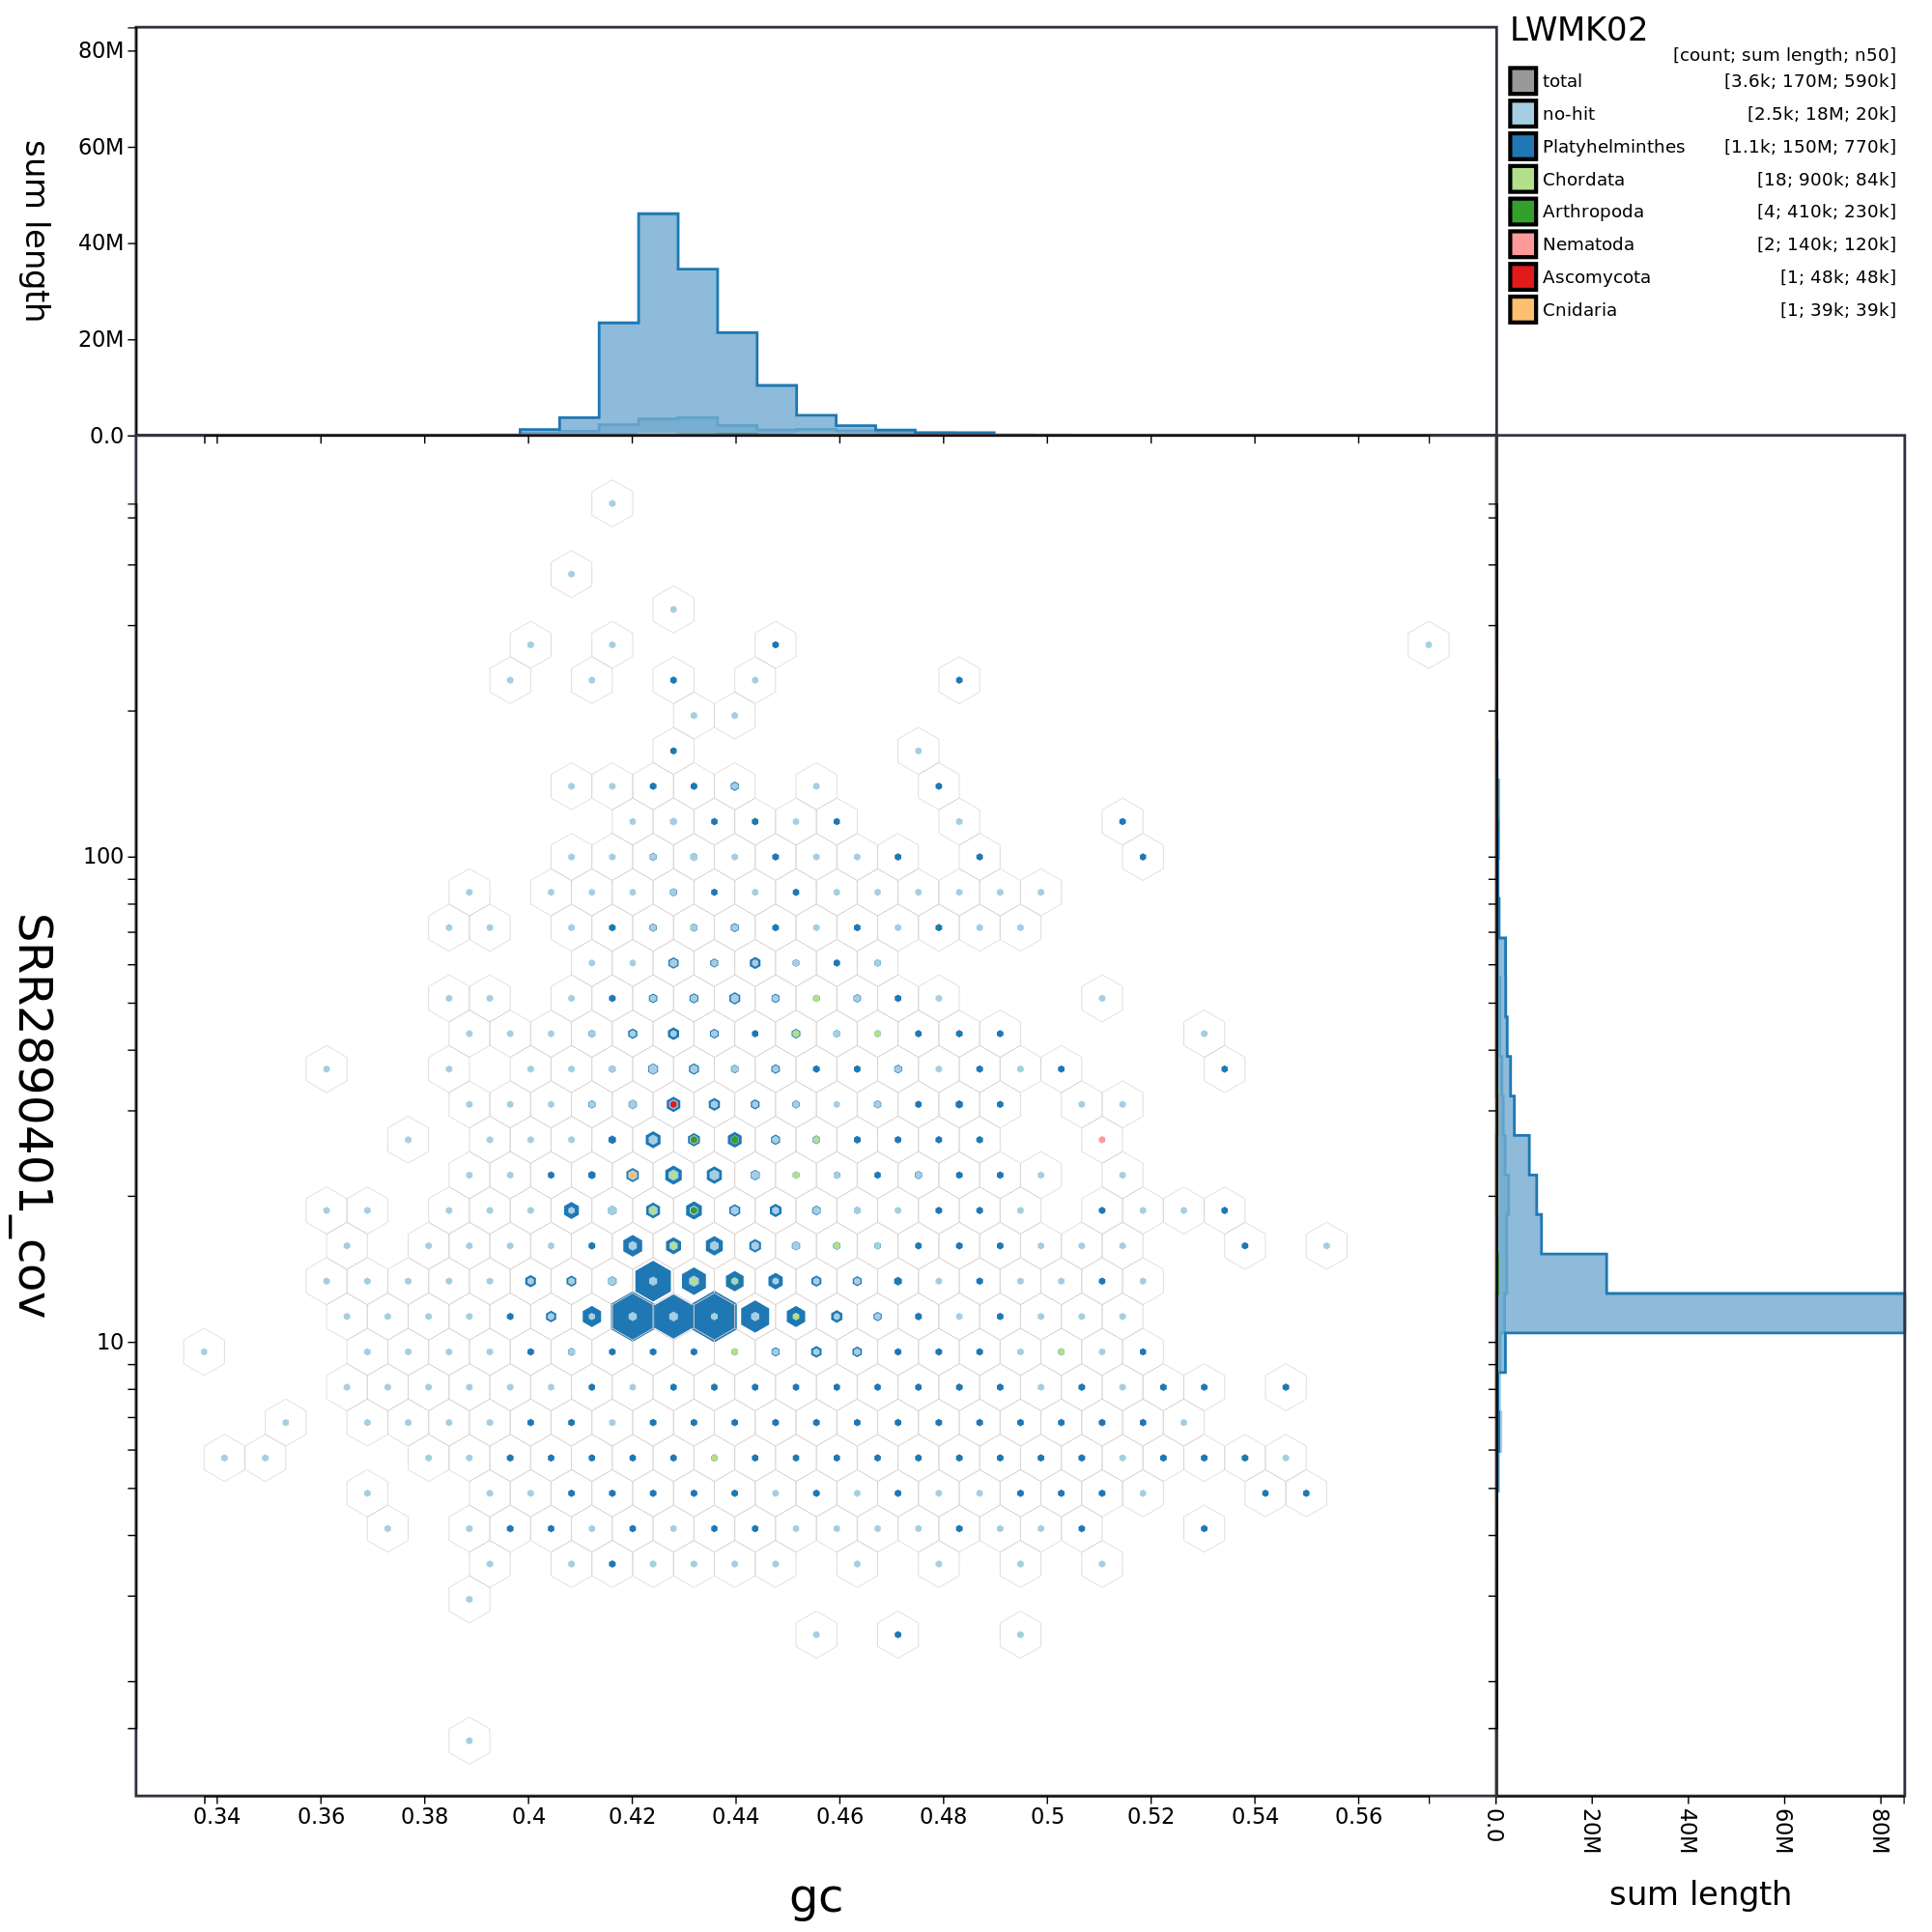 LWMK02
[count; sum length; n50]
total [3.6k; 170M; 590k]
no-hit [2.5k; 18M; 20k]
Platyhelminthes [1.1k; 150M; 770k]
Chordata [18; 900k; 84k]
Arthropoda [4; 410k; 230k]
Nematoda [2; 140k; 120k]
Ascomycota [1; 48k; 48k]
Cnidaria [1; 39k; 39k]
sum length
80M
60M
40M
20M
0.0
SRR2890401_cov
100
10
0.34 0.36 0.38 0.4 0.42 0.44 0.46 0.48 0.5 0.52 0.54 0.56
gc
0.0 20M 40M 60M 80M
sum length